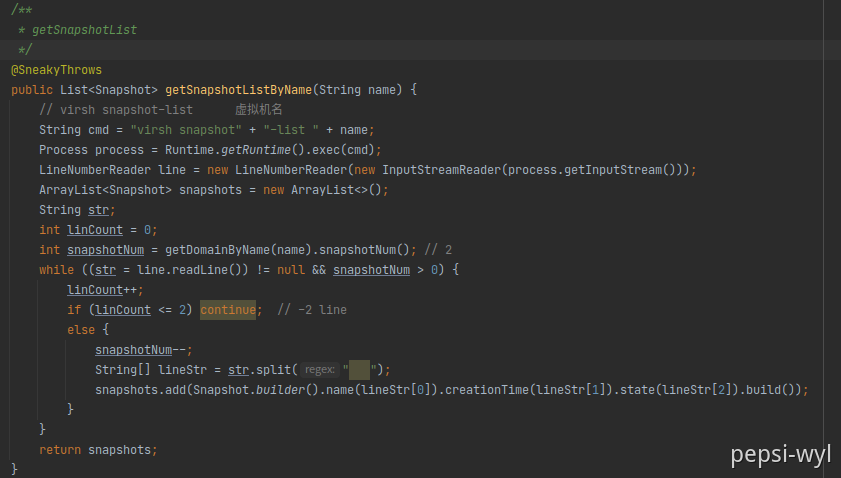 /**
 * getSnapshotList
 */
@SneakyThrows
public List<Snapshot> getSnapshotListByName(String name) {
    // virsh snapshot-list      虚拟机名
    String cmd = "virsh snapshot" + "-list " + name;
    Process process = Runtime.getRuntime().exec(cmd);
    LineNumberReader line = new LineNumberReader(new InputStreamReader(process.getInputStream()));
    ArrayList<Snapshot> snapshots = new ArrayList<>();
    String str;
    int linCount = 0;
    int snapshotNum = getDomainByName(name).snapshotNum(); // 2
    while ((str = line.readLine()) != null && snapshotNum > 0) {
        linCount++;
        if (linCount <= 2) continue;  // -2 line
        else {
            snapshotNum--;
            String[] lineStr = str.split( regex: "   ");
            snapshots.add(Snapshot.builder().name(lineStr[0]).creationTime(lineStr[1]).state(lineStr[2]).build());
        }
    }
    return snapshots;
}
pepsi-wyl